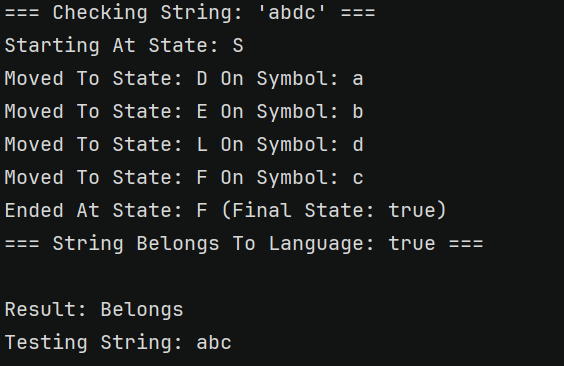 === Checking String: 'abdc' ===
Starting At State: S
Moved To State: D On Symbol: a
Moved To State: E On Symbol: b
Moved To State: L On Symbol: d
Moved To State: F On Symbol: c
Ended At State: F (Final State: true)
=== String Belongs To Language: true ===
Result: Belongs
Testing String: abc